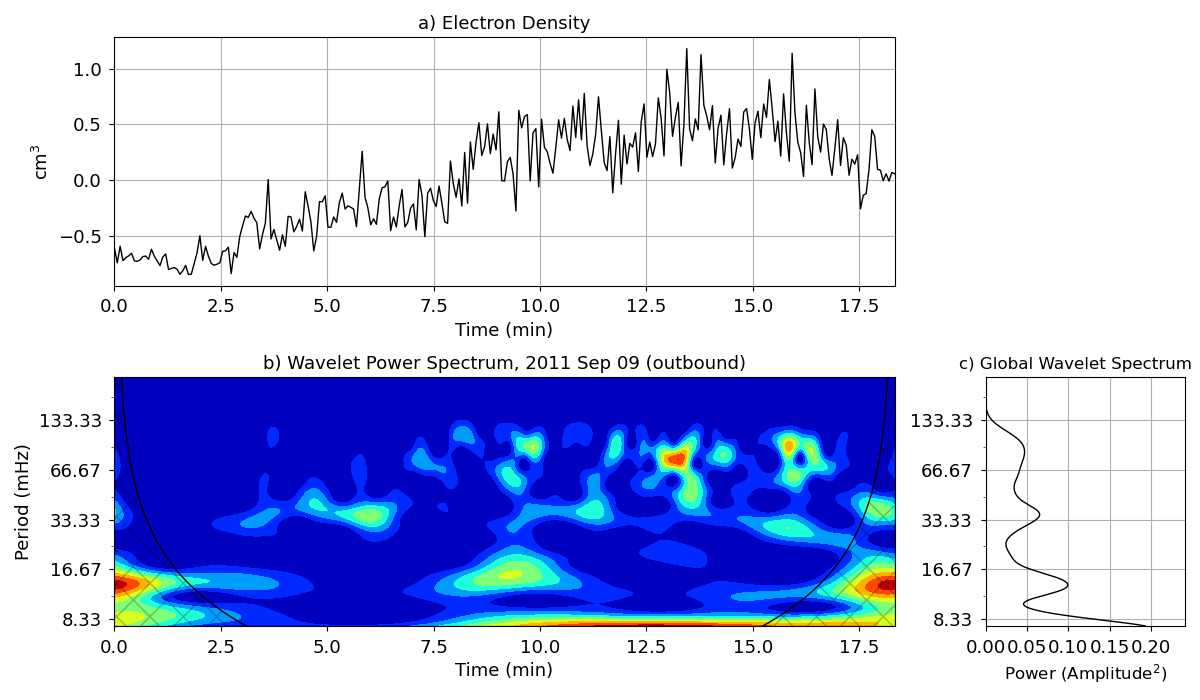 a) Electron Density
1.0
0.5
0.0
−0.5
cm³
0.0 2.5 5.0 7.5 10.0 12.5 15.0 17.5
Time (min)
b) Wavelet Power Spectrum, 2011 Sep 09 (outbound)
133.33
66.67
33.33
16.67
8.33
Period (mHz)
0.0 2.5 5.0 7.5 10.0 12.5 15.0 17.5
Time (min)
c) Global Wavelet Spectrum
133.33
66.67
33.33
16.67
8.33
0.00 0.05 0.10 0.15 0.20
Power (Amplitude²)